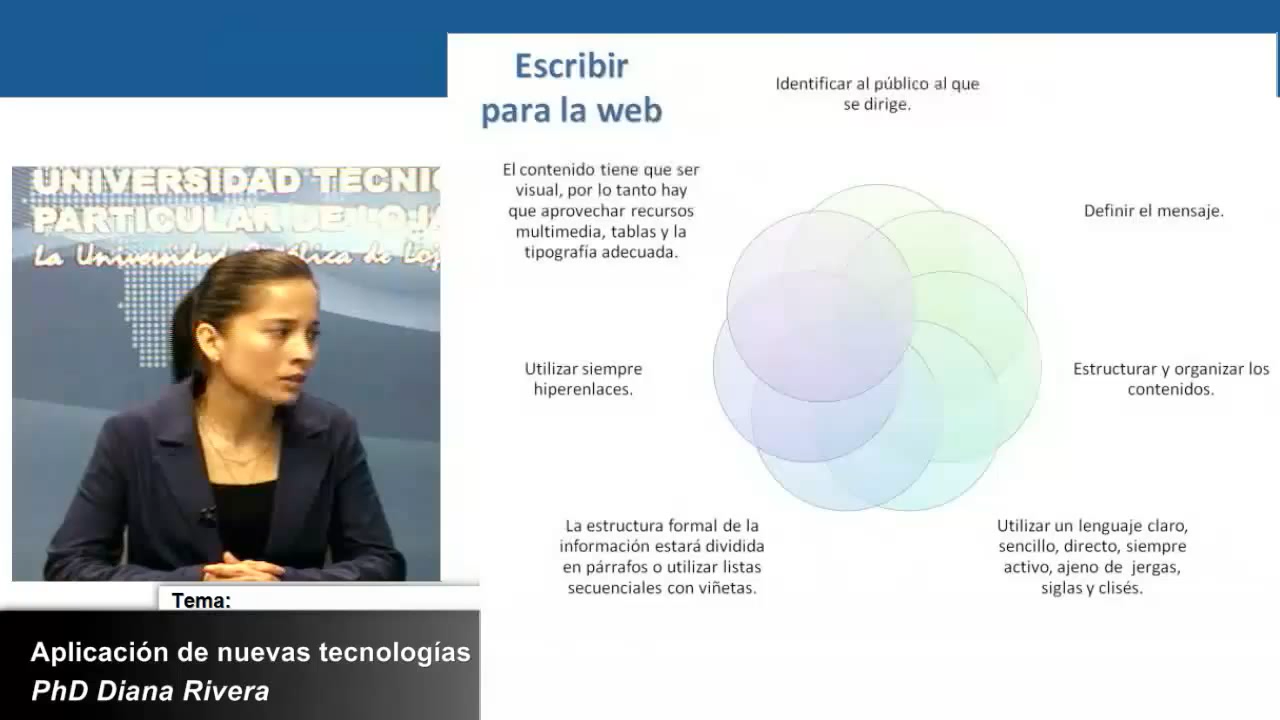 Escribir
para la web
Identificar al público al que
se dirige.
El contenido tiene que ser
visual, por lo tanto hay
que aprovechar recursos
multimedia, tablas y la
tipografía adecuada.
Definir el mensaje.
Utilizar siempre
hiperenlaces.
Estructurar y organizar los
contenidos.
La estructura formal de la
información estará dividida
en párrafos o utilizar listas
secuenciales con viñetas.
Utilizar un lenguaje claro,
sencillo, directo, siempre
activo, ajeno de jergas,
siglas y clisés.
UNIVERSIDAD TECNI
PARTICULAR DE LOJA
La Universidad Católica de Loj
Tema:
Aplicación de nuevas tecnologías
PhD Diana Rivera